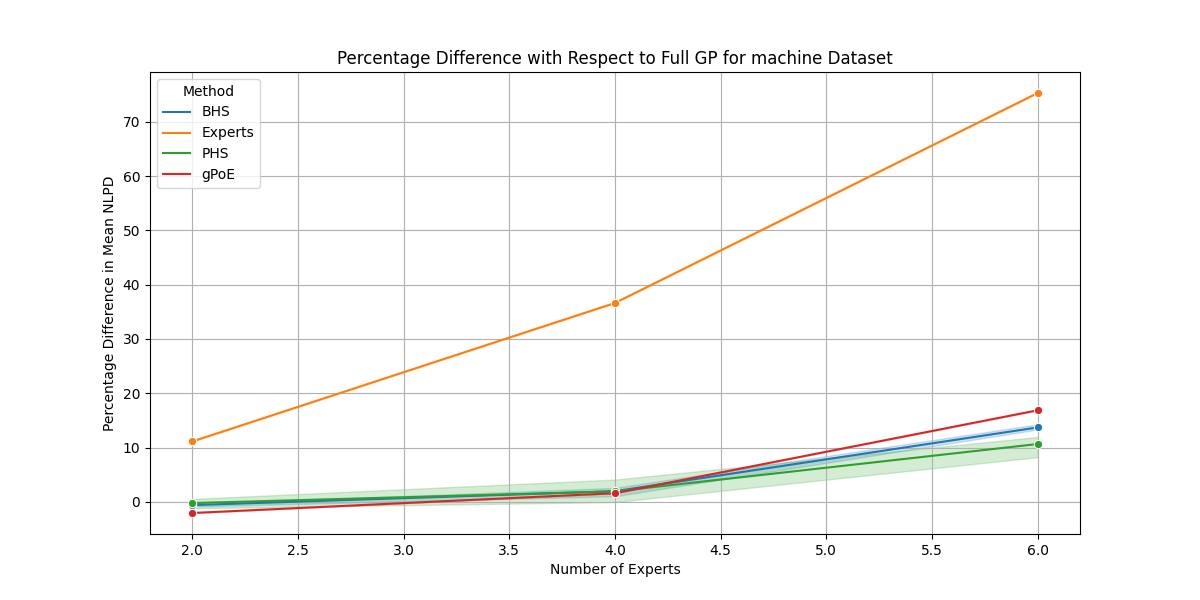 Percentage Difference with Respect to Full GP for machine Dataset
Method
BHS
Experts
PHS
gPoE
Percentage Difference in Mean NLPD
70
60
50
40
30
20
10
0
2.0 2.5 3.0 3.5 4.0 4.5 5.0 5.5 6.0
Number of Experts